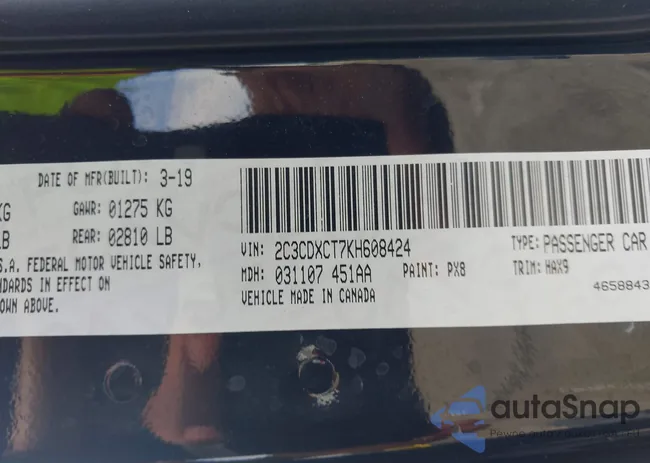 DATE OF MFR(BUILT): 3-19
KG GAWR: 01275 KG
LB REAR: 02810 LB
S.A. FEDERAL MOTOR VEHICLE SAFETY,
NDARDS IN EFFECT ON
OWN ABOVE.
VIN: 2C3CDXCT7KH608424 TYPE: PASSENGER CAR
MDH: 031107 451AA PAINT: PX8 TRIM: HAX9
VEHICLE MADE IN CANADA 4658843
autaSnap